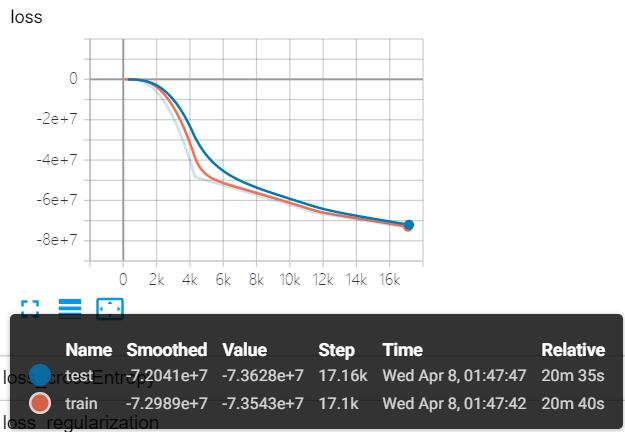 loss
0
-2e+7
-4e+7
-6e+7
-8e+7
0 2k 4k 6k 8k 10k 12k 14k 16k
Name Smoothed Value Step Time Relative
test -7.2041e+7 -7.3628e+7 17.16k Wed Apr 8, 01:47:47 20m 35s
loss_crossEntropy
train -7.2989e+7 -7.3543e+7 17.1k Wed Apr 8, 01:47:42 20m 40s
loss_regularization